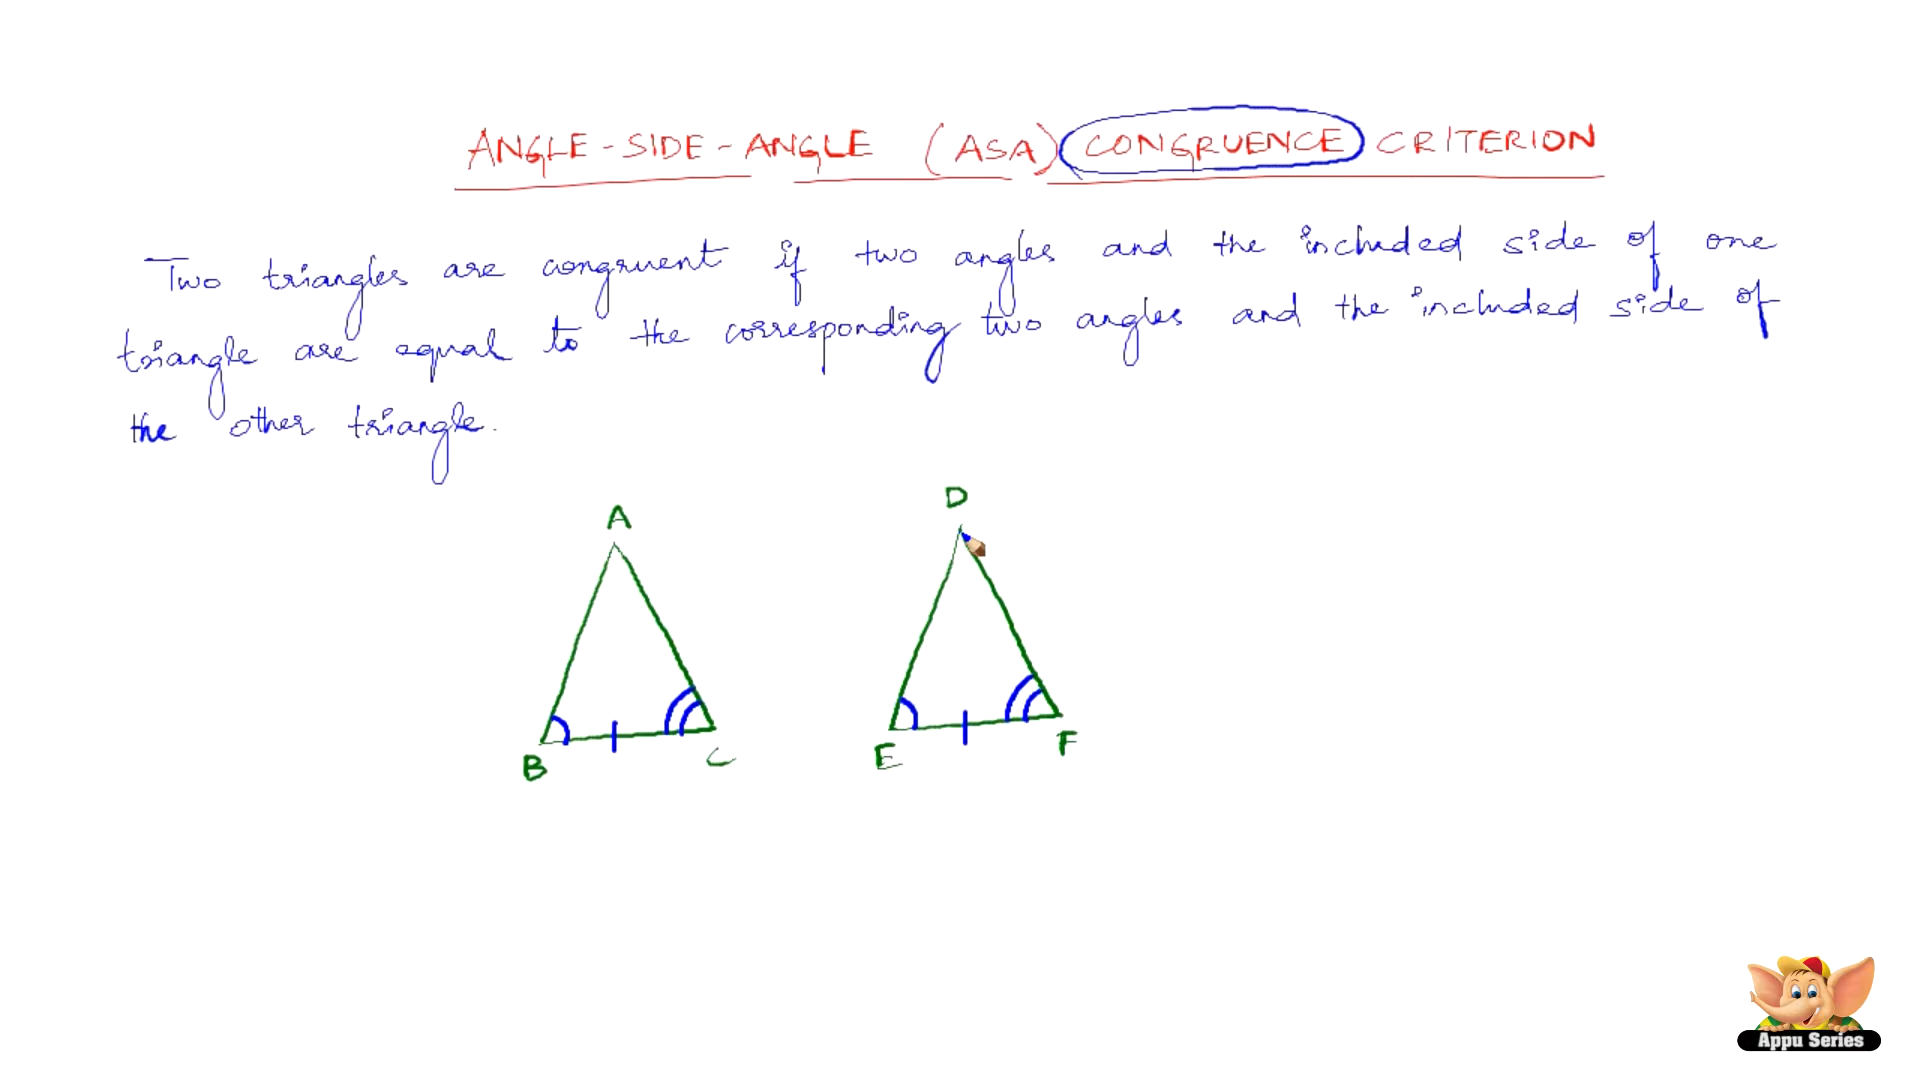 ANGLE-SIDE-ANGLE (ASA) CONGRUENCE CRITERION
Two triangles are congruent if two angles and the included side of one
triangle are equal to the corresponding two angles and the included side of
the other triangle.
A
D
B
C
E
F
Appu Series